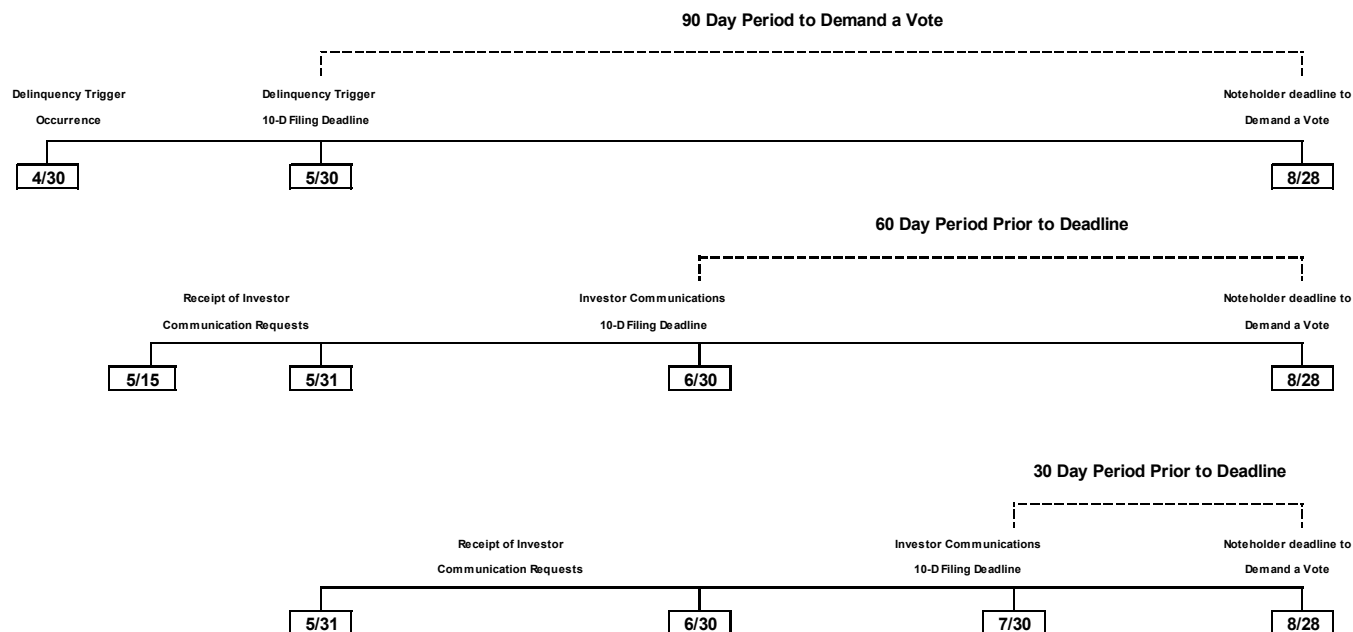 90 Day Period to Demand a Vote
Delinquency Trigger
Occurrence
Delinquency Trigger
10-D Filing Deadline
Noteholder deadline to
Demand a Vote
4/30
5/30
8/28
60 Day Period Prior to Deadline
Receipt of Investor
Communication Requests
Investor Communications
10-D Filing Deadline
Noteholder deadline to
Demand a Vote
5/15
5/31
6/30
8/28
30 Day Period Prior to Deadline
Receipt of Investor
Communication Requests
Investor Communications
10-D Filing Deadline
Noteholder deadline to
Demand a Vote
5/31
6/30
7/30
8/28